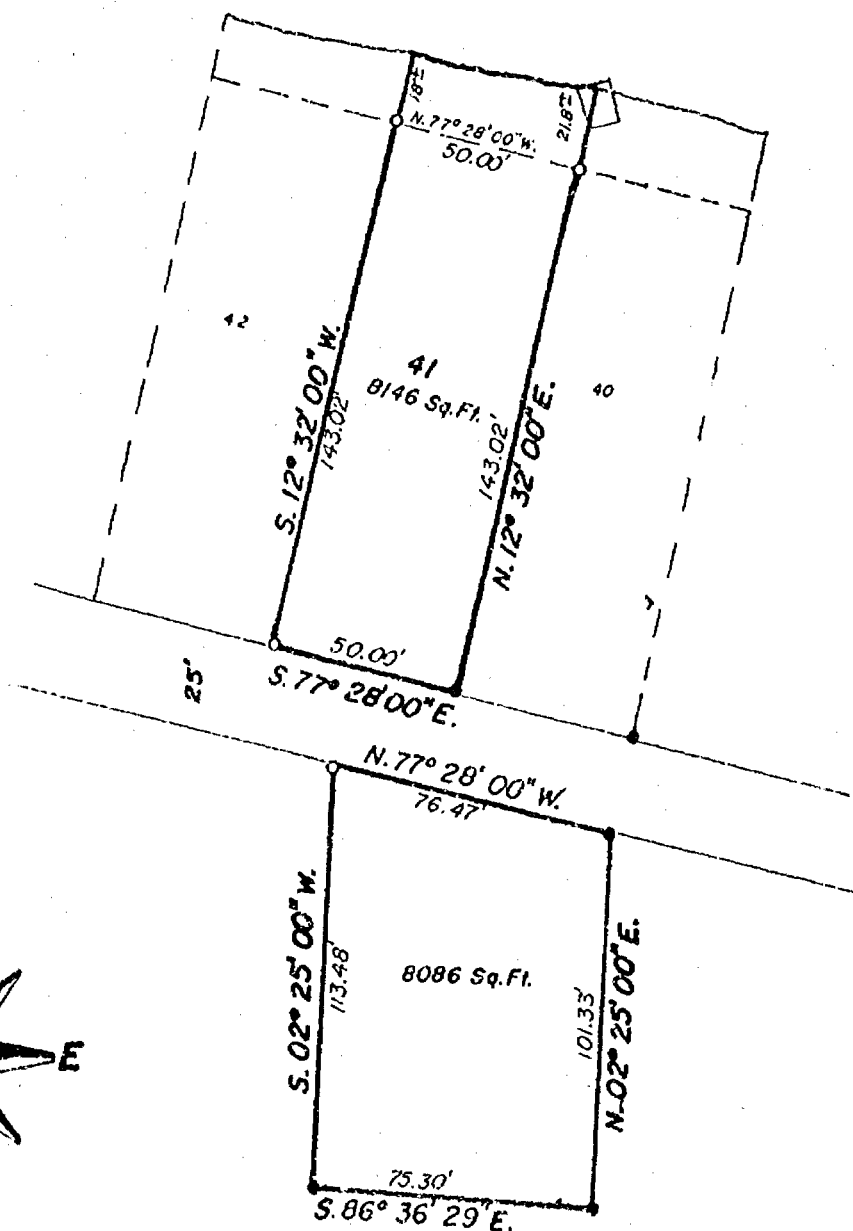 18±
21.8±
N. 77° 28' 00" W.
50.00'
42
S. 12° 32' 00" W.
143.02'
41
8146 Sq.Ft.
40
143.02'
N. 12° 32' 00" E.
50.00'
S. 77° 28' 00" E.
25'
N. 77° 28' 00" W.
76.47'
S. 02° 25' 00" W.
113.48'
8086 Sq.Ft.
101.33'
N. 02° 25' 00" E.
E
75.30'
S. 86° 36' 29" E.